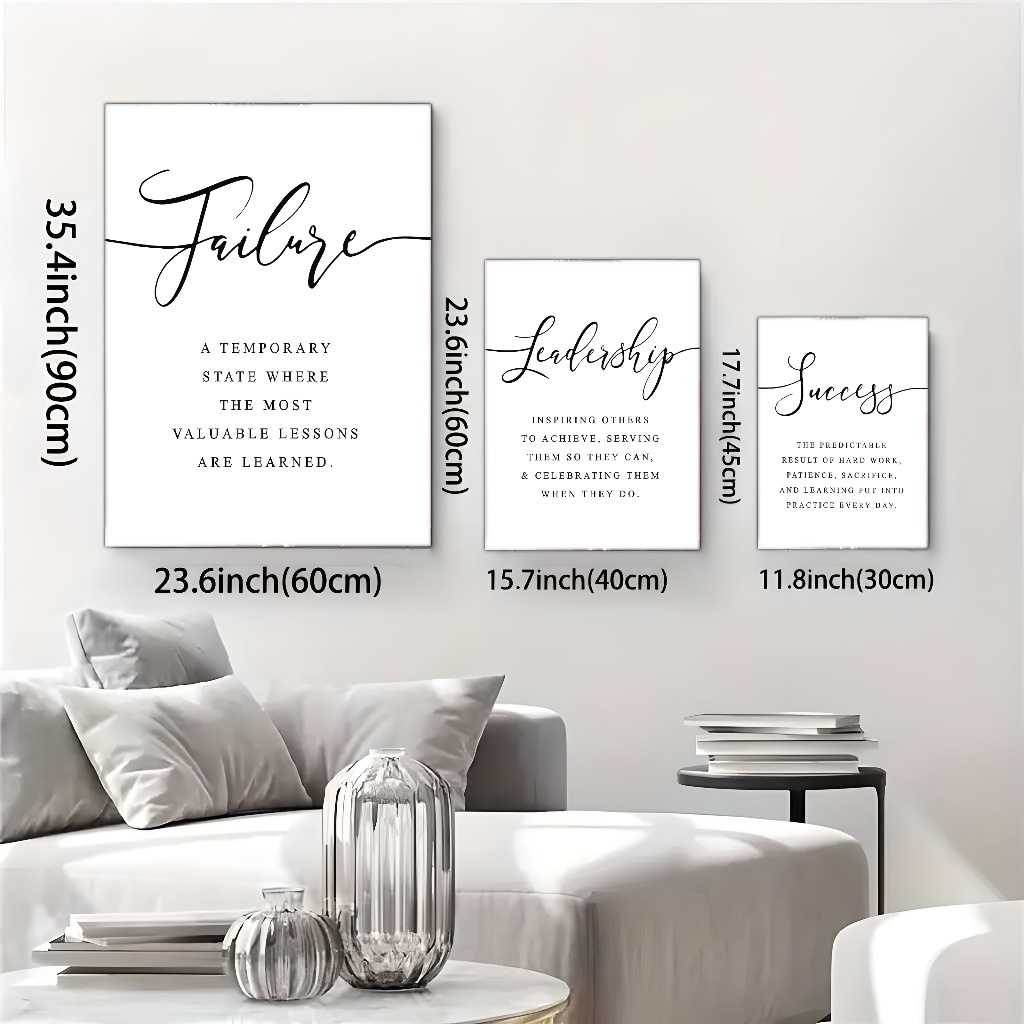 Failure
A TEMPORARY
STATE WHERE
THE MOST
VALUABLE LESSONS
ARE LEARNED.
35.4inch(90cm)
23.6inch(60cm)
Leadership
INSPIRING OTHERS
TO ACHIEVE, SERVING
THEM SO THEY CAN,
& CELEBRATING THEM
WHEN THEY DO.
23.6inch(60cm)
15.7inch(40cm)
Success
THE PREDICTABLE
RESULT OF HARD WORK,
PATIENCE, SACRIFICE,
AND LEARNING PUT INTO
PRACTICE EVERY DAY.
17.7inch(45cm)
11.8inch(30cm)